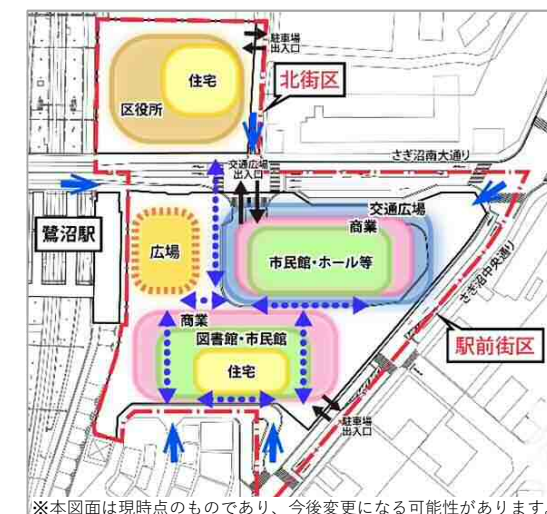 駐車場
出入口
住宅
区役所
北街区
さぎ沼南大通り
交通広場
出入口
鷺沼駅
広場
交通広場
商業
市民館・ホール等
さぎ沼中央通り
商業
図書館・市民館
住宅
駅前街区
駐車場
出入口
※本図面は現時点のものであり、今後変更になる可能性があります。